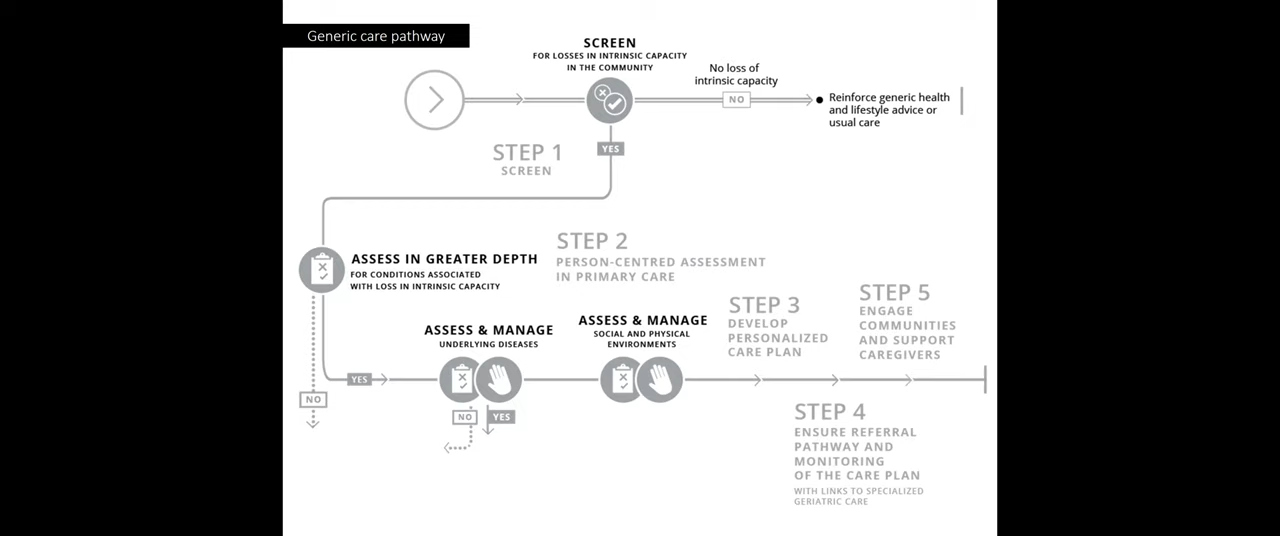 Generic care pathway
SCREEN
FOR LOSSES IN INTRINSIC CAPACITY
IN THE COMMUNITY
No loss of
intrinsic capacity
NO
Reinforce generic health
and lifestyle advice or
usual care
YES
STEP 1
SCREEN
ASSESS IN GREATER DEPTH
FOR CONDITIONS ASSOCIATED
WITH LOSS IN INTRINSIC CAPACITY
STEP 2
PERSON-CENTRED ASSESSMENT
IN PRIMARY CARE
YES
NO
ASSESS & MANAGE
UNDERLYING DISEASES
NO
YES
ASSESS & MANAGE
SOCIAL AND PHYSICAL
ENVIRONMENTS
STEP 3
DEVELOP
PERSONALIZED
CARE PLAN
STEP 5
ENGAGE
COMMUNITIES
AND SUPPORT
CAREGIVERS
STEP 4
ENSURE REFERRAL
PATHWAY AND
MONITORING
OF THE CARE PLAN
WITH LINKS TO SPECIALIZED
GERIATRIC CARE